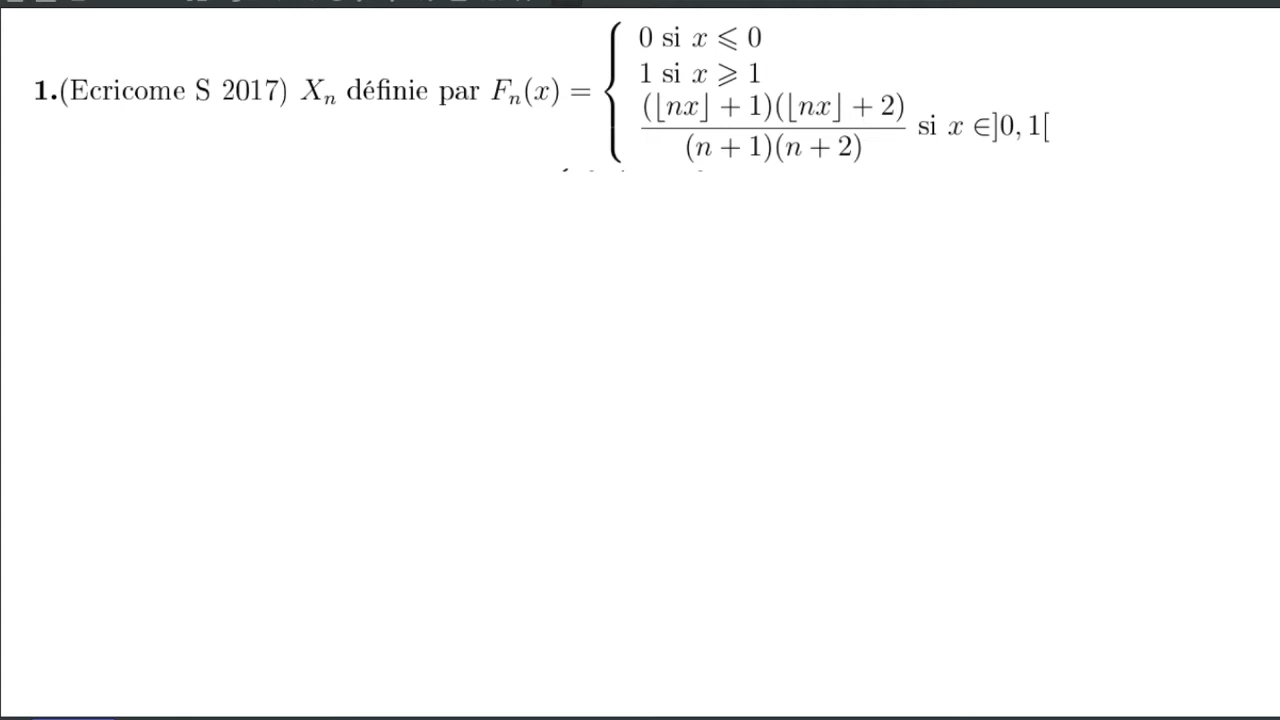 1.(Ecricome S 2017) Xₙ définie par Fₙ(x) = { 0 si x ⩽ 0
1 si x ⩾ 1
(⌊nx⌋ + 1)(⌊nx⌋ + 2) / (n + 1)(n + 2) si x ∈]0, 1[